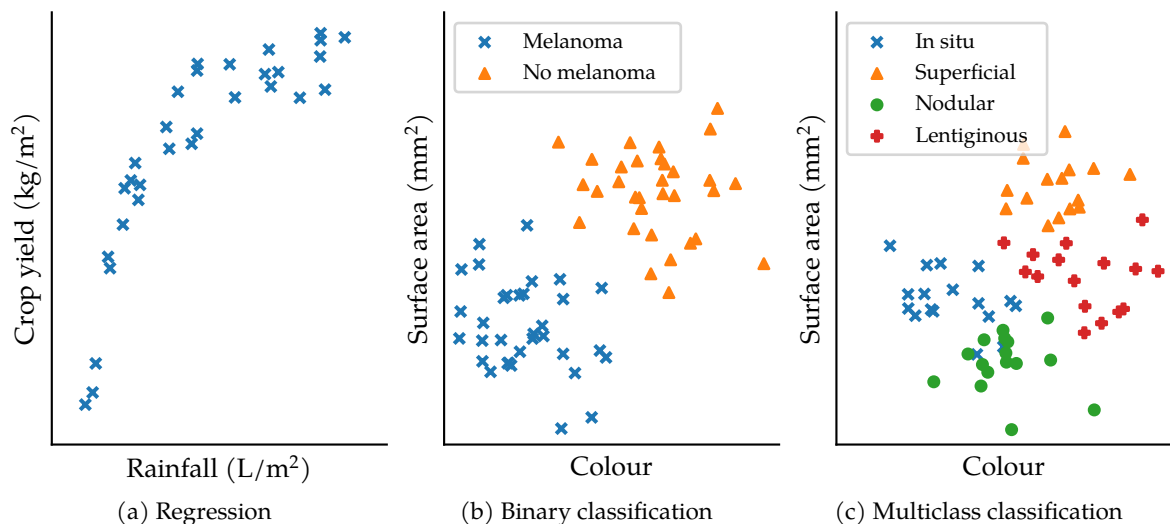 Crop yield (kg/m²)
Rainfall (L/m²)
(a) Regression
Melanoma
No melanoma
Surface area (mm²)
Colour
(b) Binary classification
In situ
Superficial
Nodular
Lentiginous
Surface area (mm²)
Colour
(c) Multiclass classification